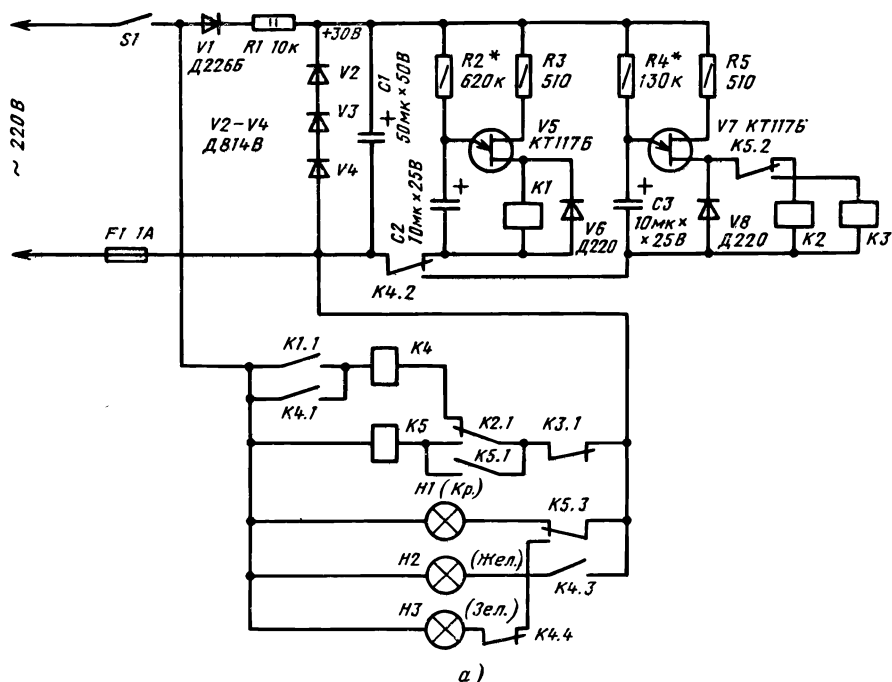 ~ 220В
S1
V1
Д226Б
R1 10к
+30В
V2
V3
V4
V2–V4
Д814В
C1
50мк × 50В
+
R2 *
620к
R3
510
R4 *
130к
R5
510
V5
КТ117Б
V7 КТ117Б
K5.2
C2
10мк × 25В
+
K1
V6
Д220
+
C3
10мк ×
× 25В
V8
Д220
K2
K3
F1 1А
K4.2
K1.1
K4
K4.1
K5
K2.1
K3.1
K5.1
H1 (Кр.)
K5.3
H2
(Жел.)
K4.3
H3
(Зел.)
K4.4
а)